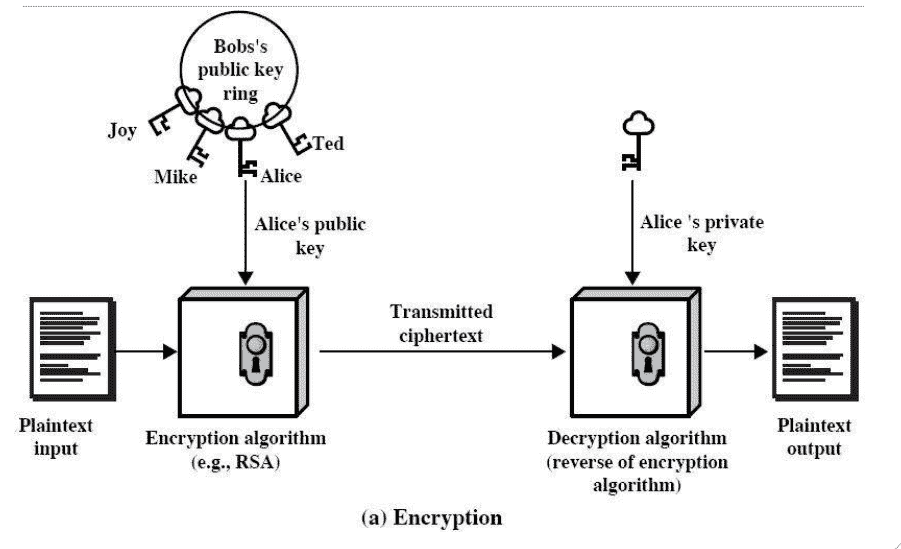 Bobs's
public key
ring
Joy
Ted
Mike
Alice
Alice's public
key
Alice 's private
key
Transmitted
ciphertext
Plaintext
input
Encryption algorithm
(e.g., RSA)
Decryption algorithm
(reverse of encryption
algorithm)
Plaintext
output
(a) Encryption